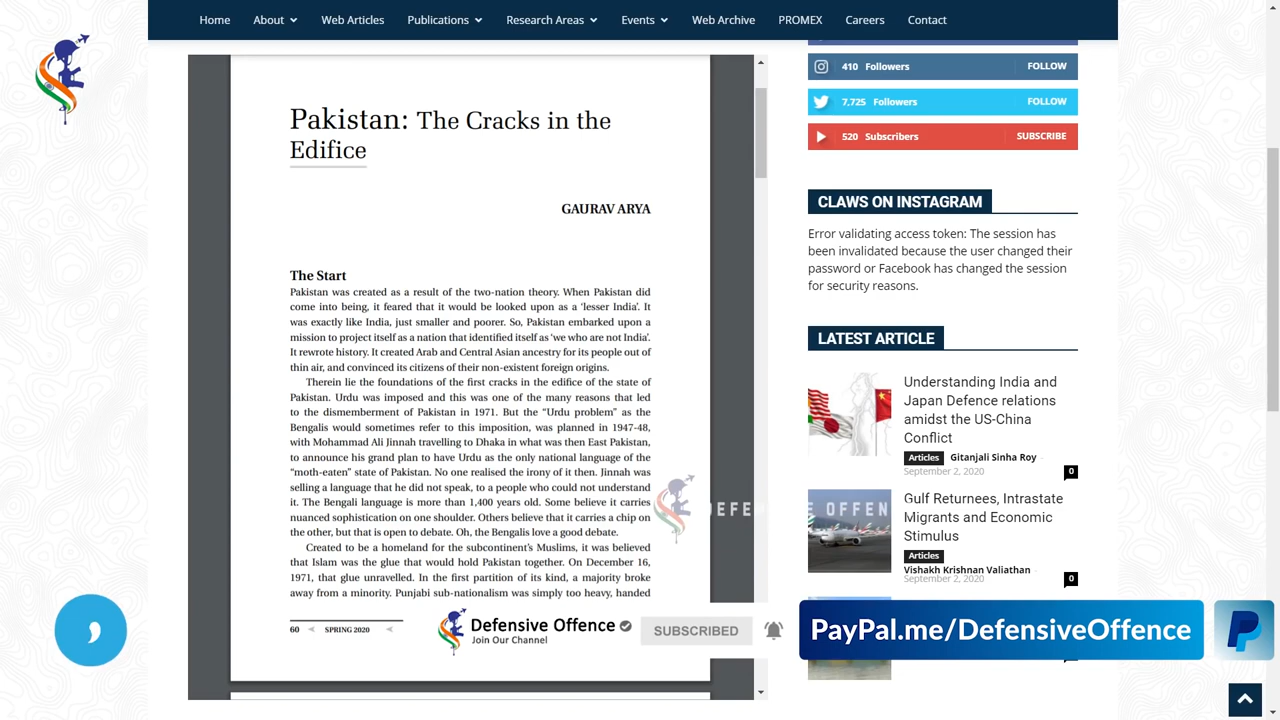 Home About Web Articles Publications Research Areas Events Web Archive PROMEX Careers Contact
Pakistan: The Cracks in the
Edifice
GAURAV ARYA
The Start
Pakistan was created as a result of the two-nation theory. When Pakistan did
come into being, it feared that it would be looked upon as a ‘lesser India’. It
was exactly like India, just smaller and poorer. So, Pakistan embarked upon a
mission to project itself as a nation that identified itself as ‘we who are not India’.
It rewrote history. It created Arab and Central Asian ancestry for its people out of
thin air, and convinced its citizens of their non-existent foreign origins.
Therein lie the foundations of the first cracks in the edifice of the state of
Pakistan. Urdu was imposed and this was one of the many reasons that led
to the dismemberment of Pakistan in 1971. But the “Urdu problem” as the
Bengalis would sometimes refer to this imposition, was planned in 1947-48,
with Mohammad Ali Jinnah travelling to Dhaka in what was then East Pakistan,
to announce his grand plan to have Urdu as the only national language of the
“moth-eaten” state of Pakistan. No one realised the irony of it then. Jinnah was
selling a language that he did not speak, to a people who could not understand
it. The Bengali language is more than 1,400 years old. Some believe it carries
nuanced sophistication on one shoulder. Others believe that it carries a chip on
the other, but that is open to debate. Oh, the Bengalis love a good debate.
Created to be a homeland for the subcontinent’s Muslims, it was believed
that Islam was the glue that would hold Pakistan together. On December 16,
1971, that glue unravelled. In the first partition of its kind, a majority broke
away from a minority. Punjabi sub-nationalism was simply too heavy, handed
60 SPRING 2020
410 Followers FOLLOW
7,725 Followers FOLLOW
520 Subscribers SUBSCRIBE
CLAWS ON INSTAGRAM
Error validating access token: The session has
been invalidated because the user changed their
password or Facebook has changed the session
for security reasons.
LATEST ARTICLE
Understanding India and
Japan Defence relations
amidst the US-China
Conflict
Articles Gitanjali Sinha Roy -
September 2, 2020 0
Gulf Returnees, Intrastate
Migrants and Economic
Stimulus
Articles
Vishakh Krishnan Valiathan -
September 2, 2020 0
DEFE E OFFEN
Defensive Offence
Join Our Channel
SUBSCRIBED
PayPal.me/DefensiveOffence